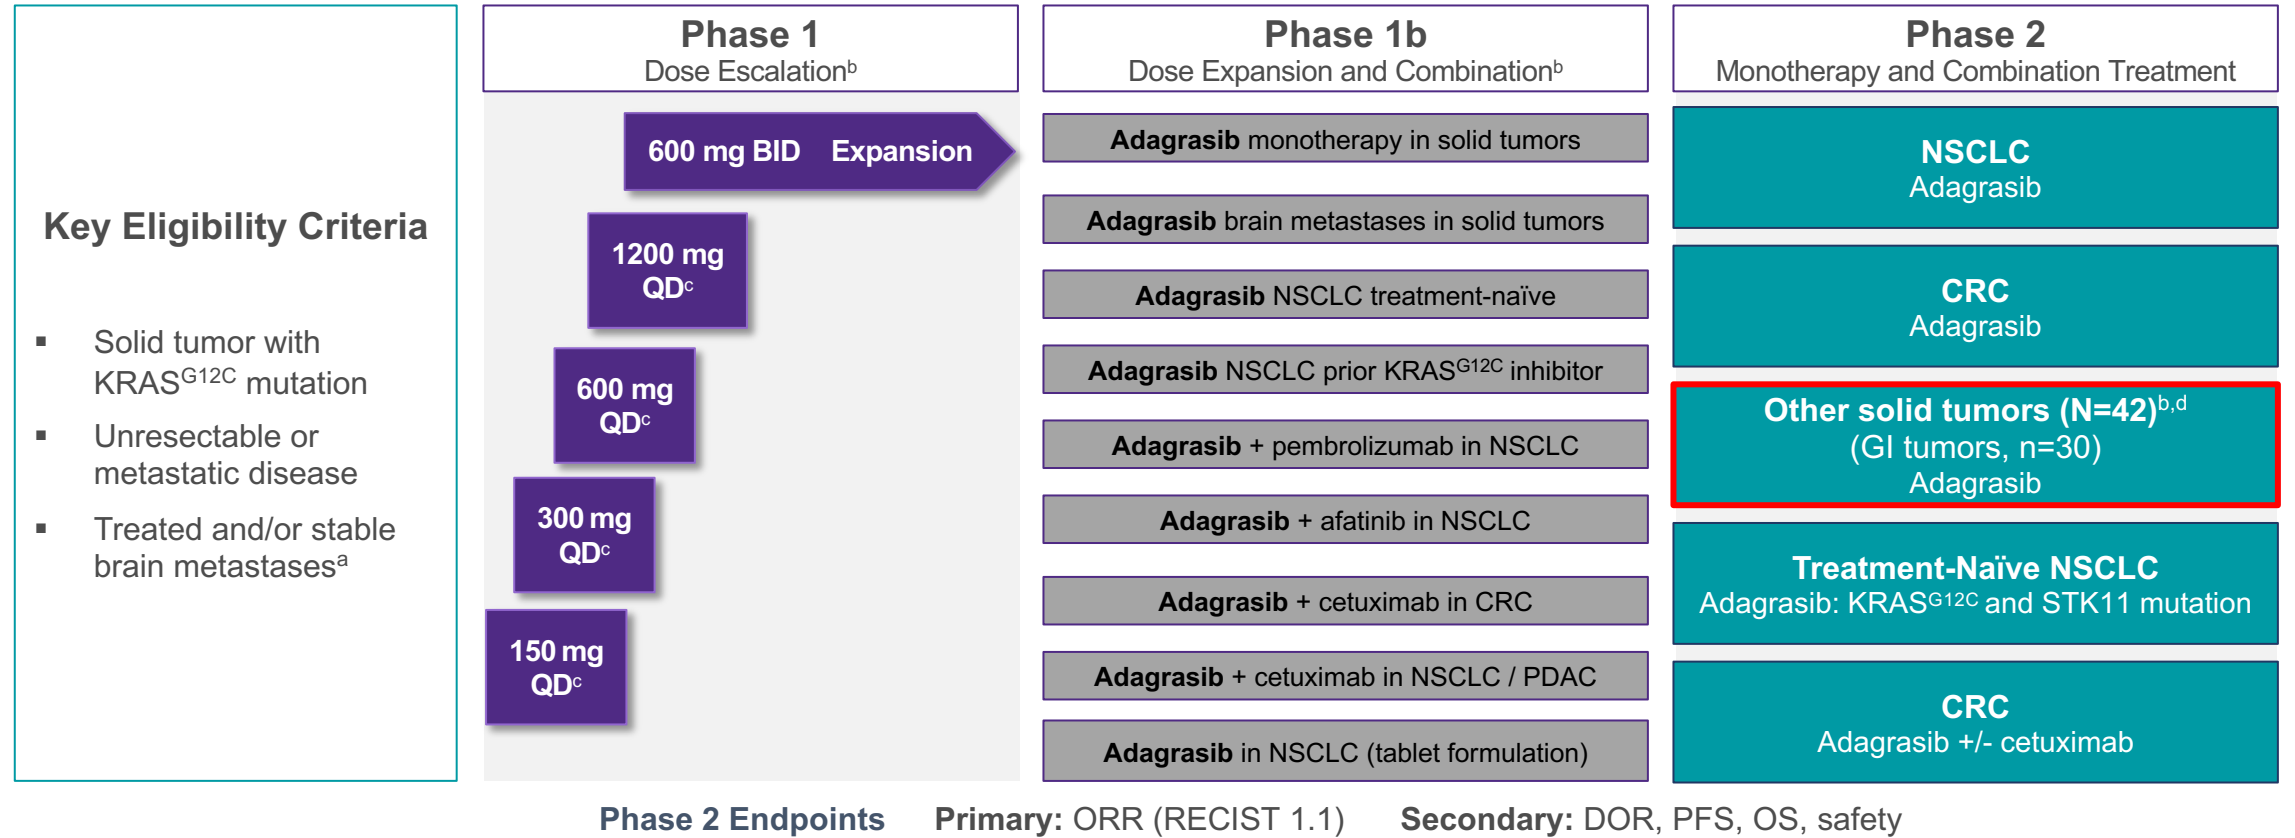 Key Eligibility Criteria
▪ Solid tumor with
KRASG12C mutation
▪ Unresectable or
metastatic disease
▪ Treated and/or stable
brain metastasesa
Phase 1
Dose Escalationb
600 mg BID Expansion
1200 mg
QDc
600 mg
QDc
300 mg
QDc
150 mg
QDc
Phase 1b
Dose Expansion and Combinationb
Adagrasib monotherapy in solid tumors
Adagrasib brain metastases in solid tumors
Adagrasib NSCLC treatment-naïve
Adagrasib NSCLC prior KRASG12C inhibitor
Adagrasib + pembrolizumab in NSCLC
Adagrasib + afatinib in NSCLC
Adagrasib + cetuximab in CRC
Adagrasib + cetuximab in NSCLC / PDAC
Adagrasib in NSCLC (tablet formulation)
Phase 2
Monotherapy and Combination Treatment
NSCLC
Adagrasib
CRC
Adagrasib
Other solid tumors (N=42)b,d
(GI tumors, n=30)
Adagrasib
Treatment-Naïve NSCLC
Adagrasib: KRASG12C and STK11 mutation
CRC
Adagrasib +/- cetuximab
Phase 2 Endpoints Primary: ORR (RECIST 1.1) Secondary: DOR, PFS, OS, safety